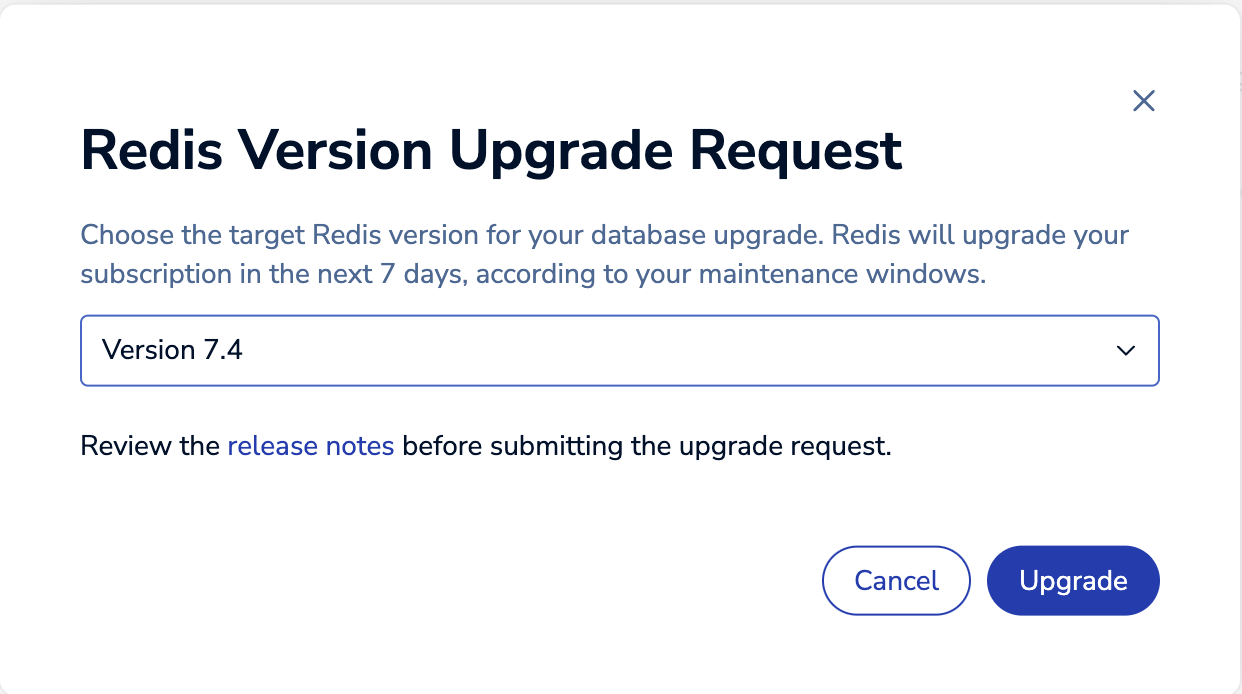 Redis Version Upgrade Request
Choose the target Redis version for your database upgrade. Redis will upgrade your
subscription in the next 7 days, according to your maintenance windows.
Version 7.4
Review the release notes before submitting the upgrade request.
Cancel
Upgrade